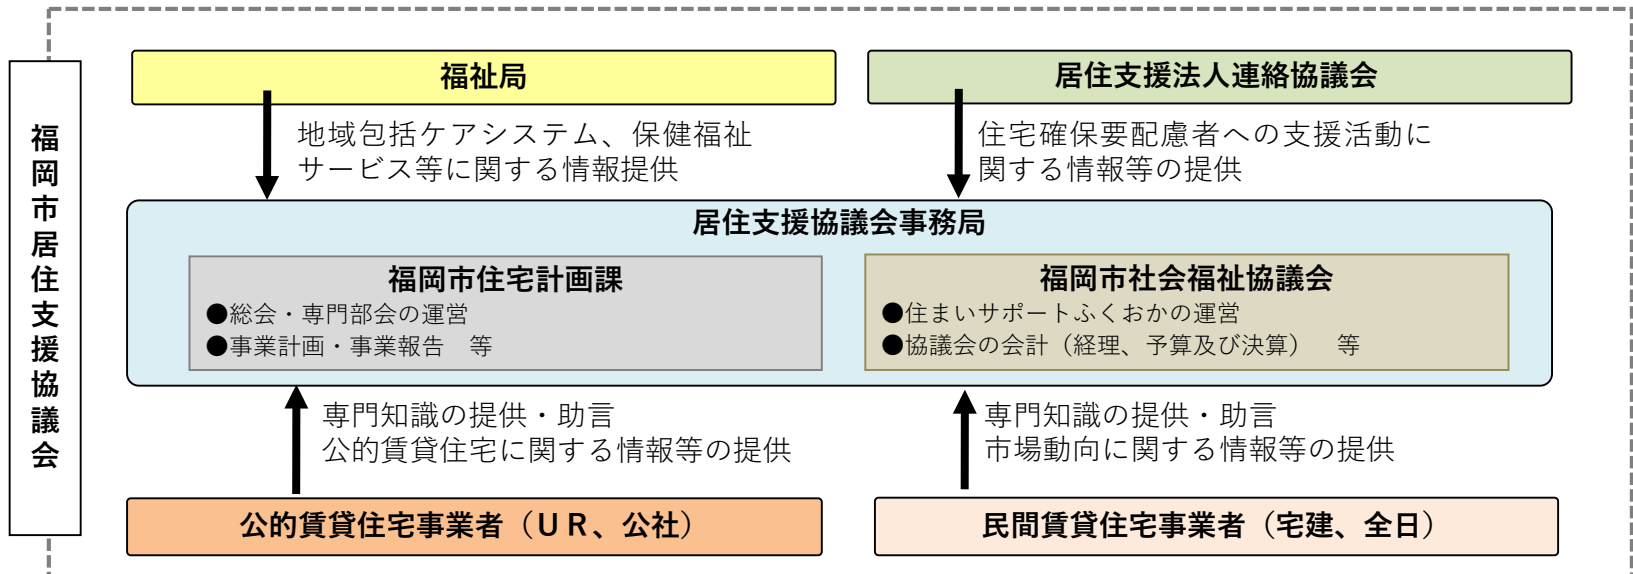 福岡市居住支援協議会
福祉局
居住支援法人連絡協議会
地域包括ケアシステム、保健福祉
サービス等に関する情報提供
住宅確保要配慮者への支援活動に
関する情報等の提供
居住支援協議会事務局
福岡市住宅計画課
●総会・専門部会の運営
●事業計画・事業報告　等
福岡市社会福祉協議会
●住まいサポートふくおかの運営
●協議会の会計（経理、予算及び決算）　等
専門知識の提供・助言
公的賃貸住宅に関する情報等の提供
専門知識の提供・助言
市場動向に関する情報等の提供
公的賃貸住宅事業者（ＵＲ、公社）
民間賃貸住宅事業者（宅建、全日）